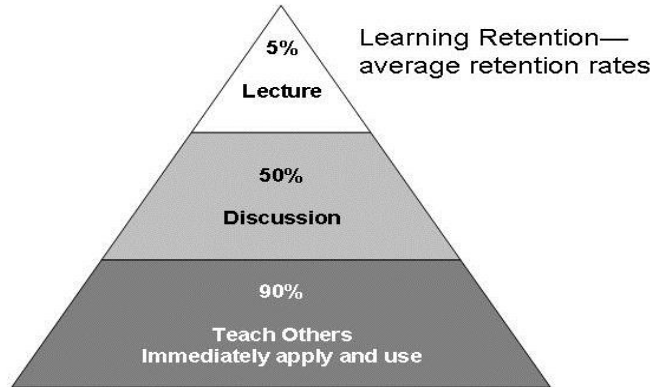 Learning Retention—
average retention rates
5%
Lecture
50%
Discussion
90%
Teach Others
Immediately apply and use